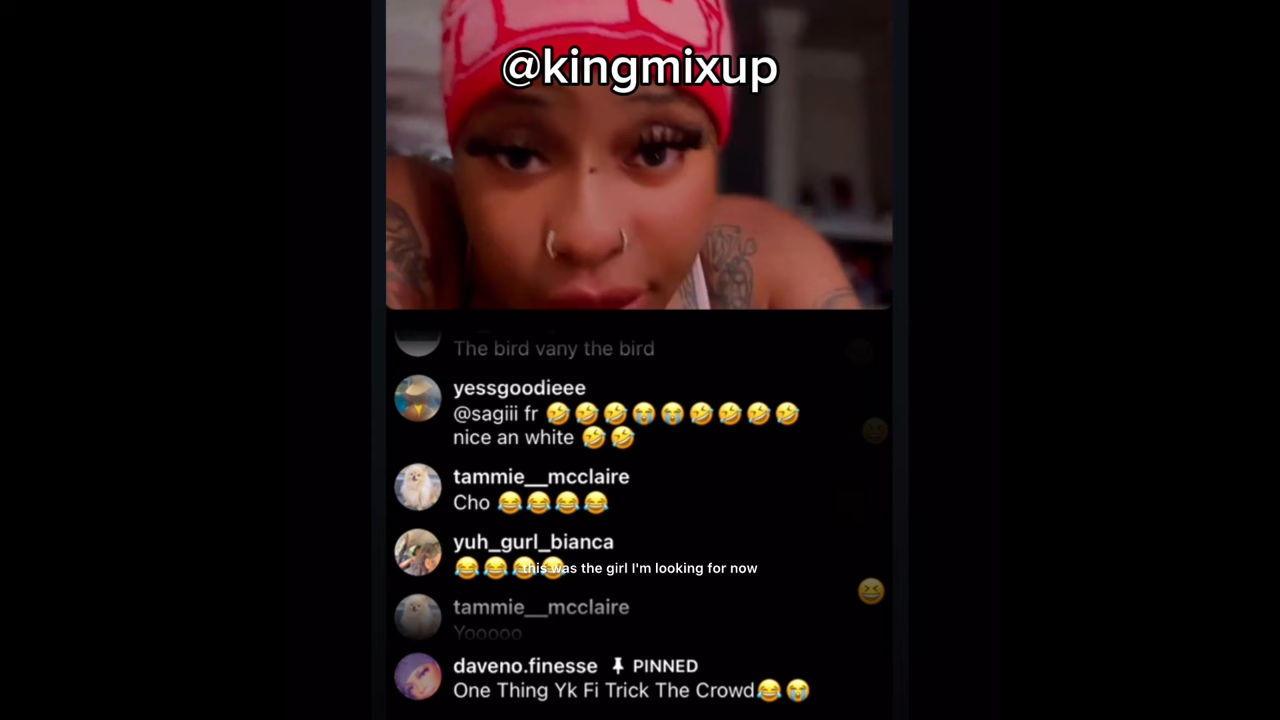 @kingmixup
The bird vany the bird
yessgoodieee
@sagiii fr 🤣🤣🤣😭😭🤣🤣🤣🤣
nice an white 🤣🤣
tammie__mcclaire
Cho 😂😂😂😂
yuh_gurl_bianca
😂😂😂😂
this was the girl I'm looking for now
tammie__mcclaire
Yooooo
daveno.finesse PINNED
One Thing Yk Fi Trick The Crowd😂😭